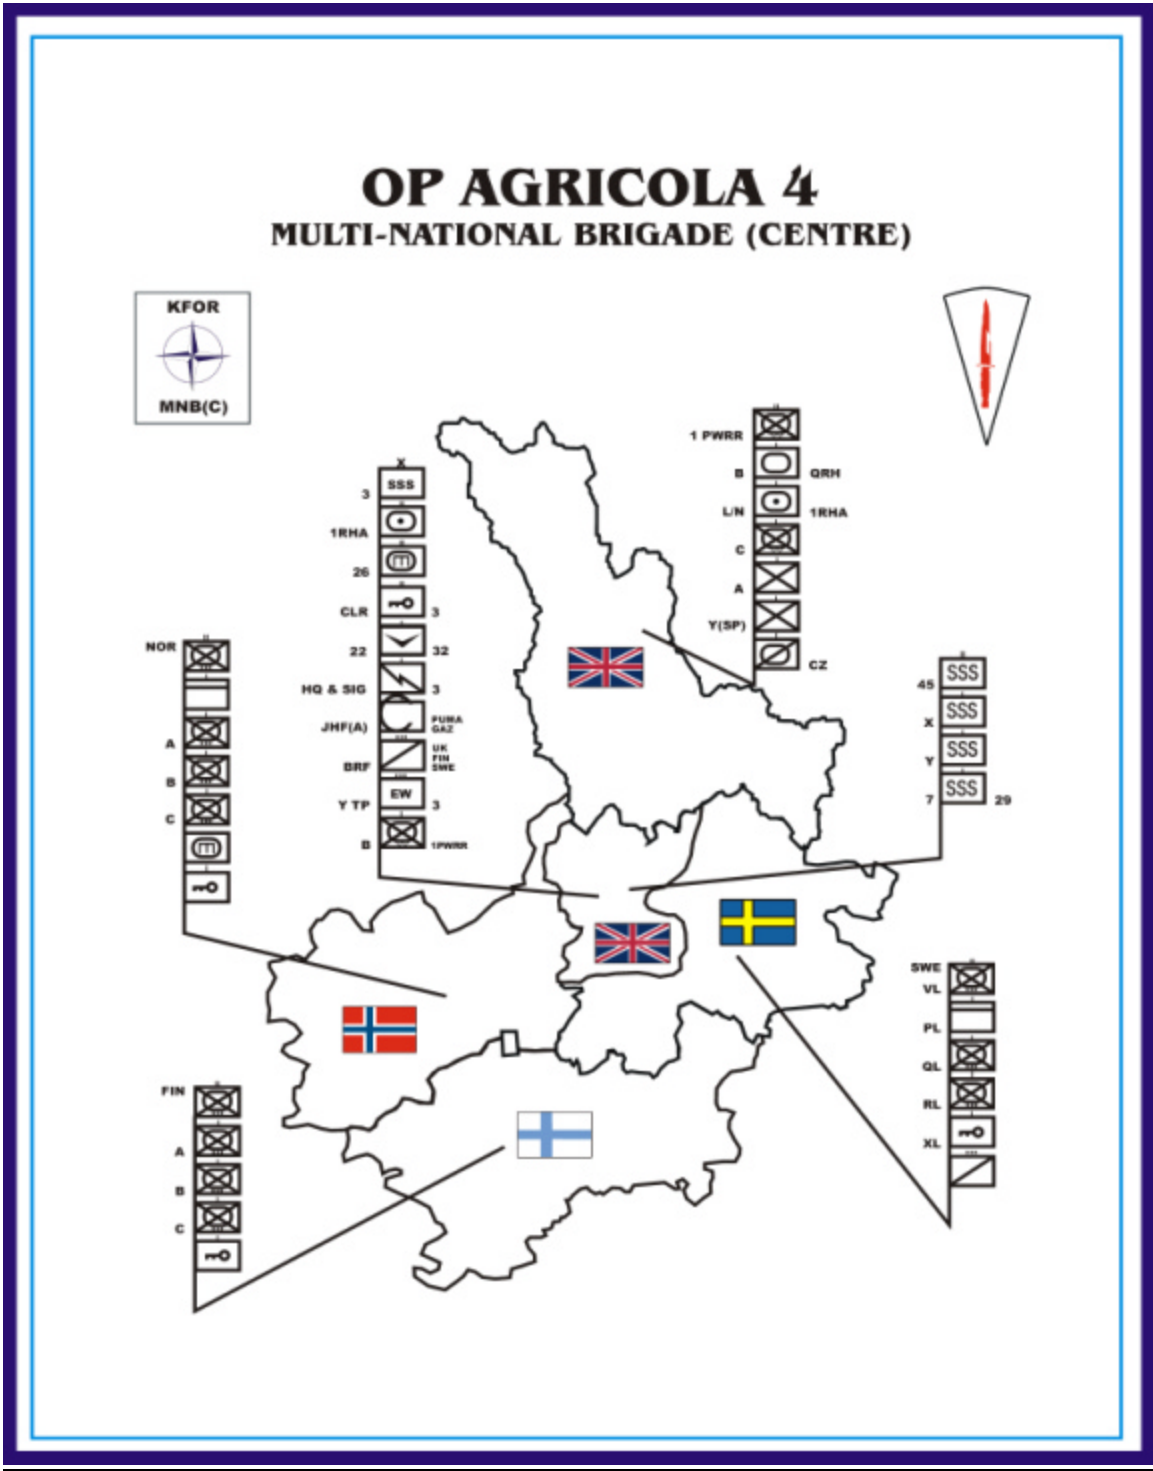 OP AGRICOLA 4
MULTI-NATIONAL BRIGADE (CENTRE)
KFOR
MNB(C)
1 PWRR
B QRH
L/N 1RHA
C
A
Y(SP)
CZ
X
3 SSS
1RHA
26
CLR 3
22 32
HQ & SIG 3
JHF(A) PUMA
GAZ
BRF UK
FIN
SWE
Y TP EW 3
B 1PWRR
NOR
A
B
C
45 SSS
X SSS
Y SSS
7 SSS 29
SWE
VL
PL
QL
RL
XL
FIN
A
B
C